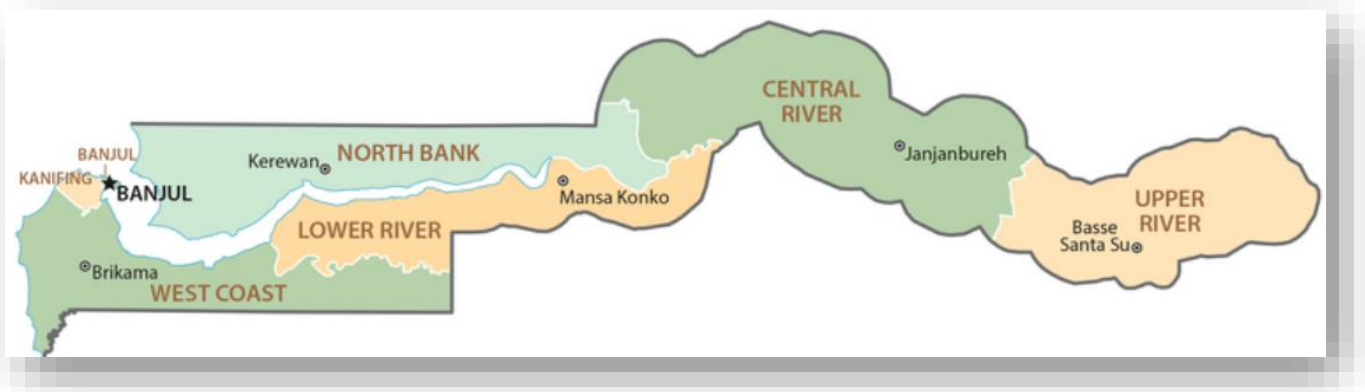 CENTRAL
RIVER
BANJUL
Kerewan
NORTH BANK
Janjanbureh
KANIFING
BANJUL
Mansa Konko
UPPER
RIVER
LOWER RIVER
Basse
Santa Su
Brikama
WEST COAST